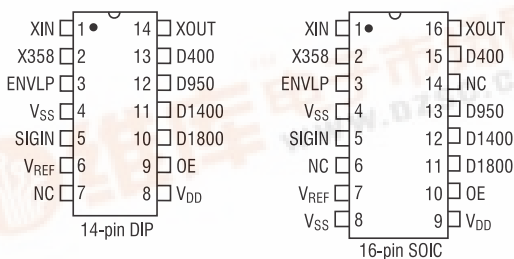 XIN 1 14 XOUT
X358 2 13 D400
ENVLP 3 12 D950
VSS 4 11 D1400
SIGIN 5 10 D1800
VREF 6 9 OE
NC 7 8 VDD
14-pin DIP
XIN 1 16 XOUT
X358 2 15 D400
ENVLP 3 14 NC
VSS 4 13 D950
SIGIN 5 12 D1400
NC 6 11 D1800
VREF 7 10 OE
VSS 8 9 VDD
16-pin SOIC